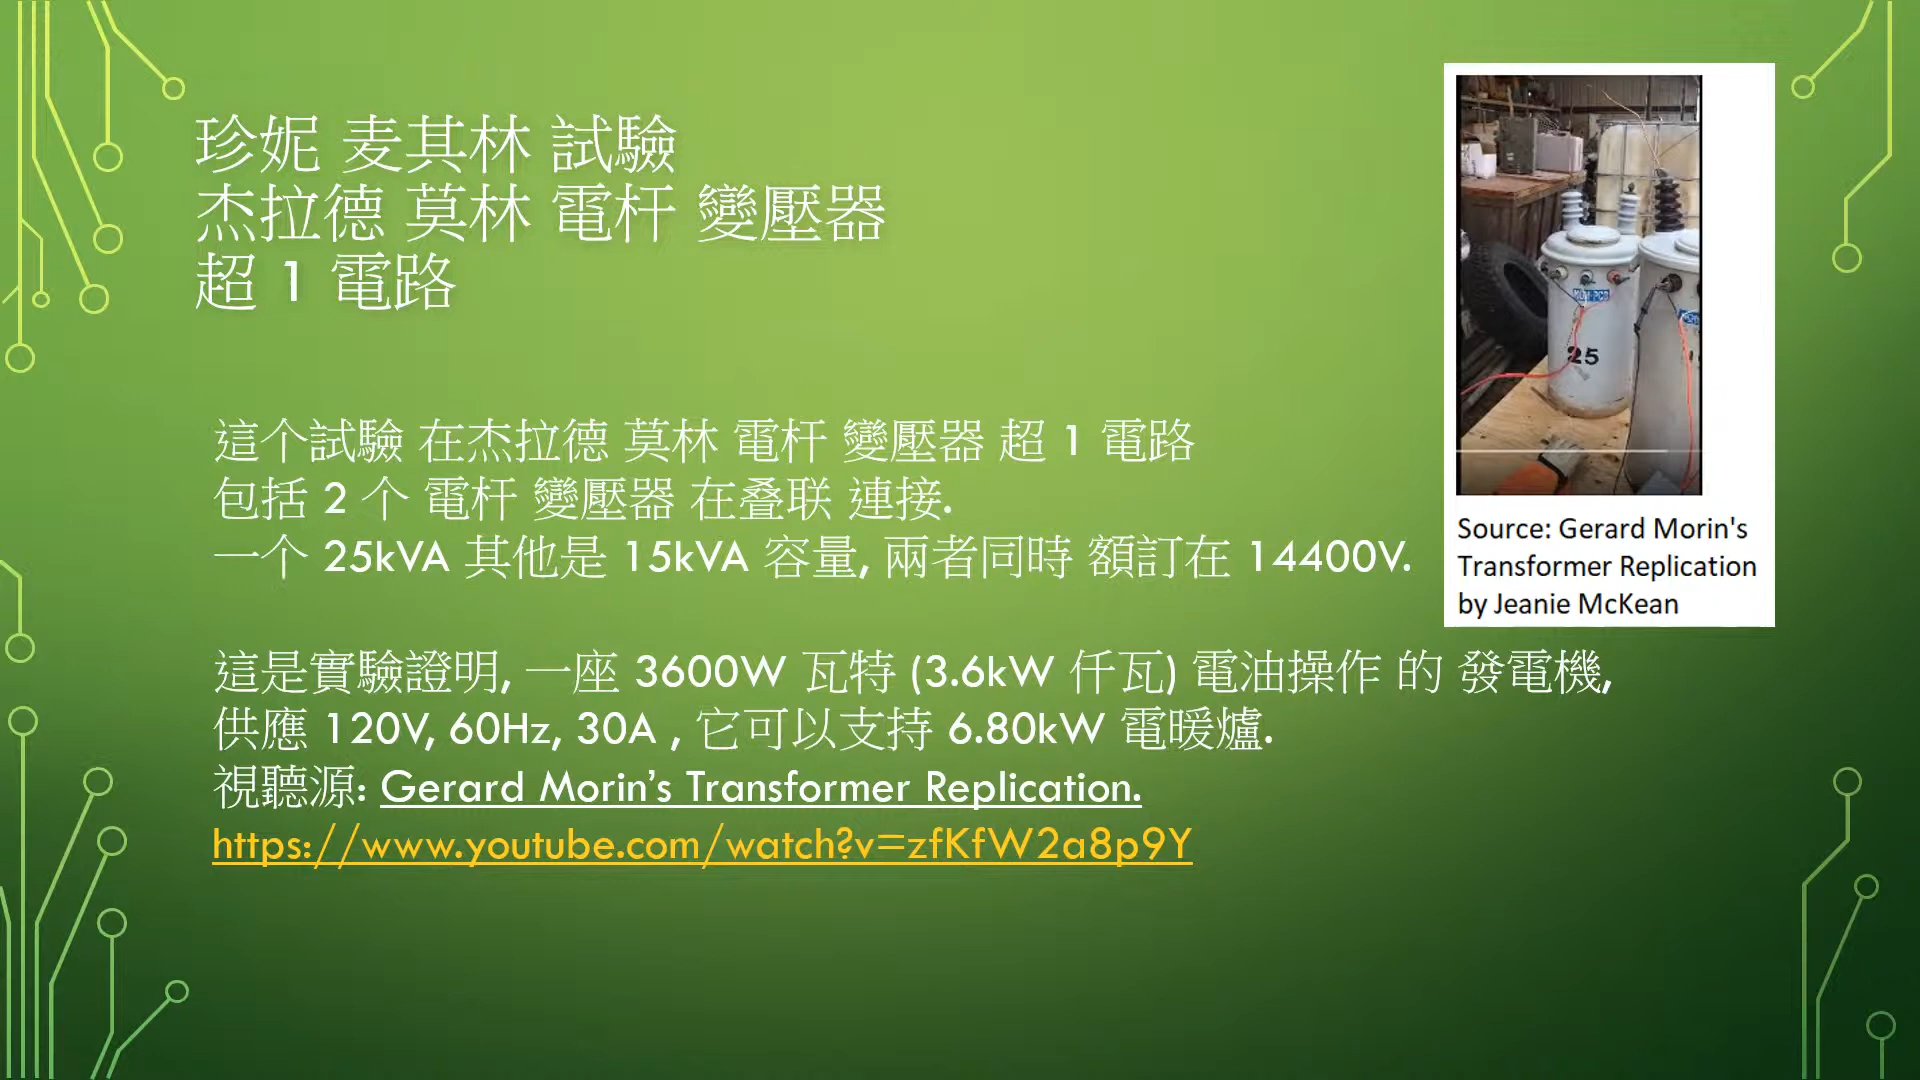 珍妮 麦其林 試驗
杰拉德 莫林 電杆 變壓器
超 1 電路
這个試驗 在杰拉德 莫林 電杆 變壓器 超 1 電路
包括 2 个 電杆 變壓器 在叠联 連接.
一个 25kVA 其他是 15kVA 容量, 兩者同時 額訂在 14400V.
這是實驗證明, 一座 3600W 瓦特 (3.6kW 仟瓦) 電油操作 的 發電機,
供應 120V, 60Hz, 30A , 它可以支持 6.80kW 電暖爐.
視聽源: Gerard Morin’s Transformer Replication.
https://www.youtube.com/watch?v=zfKfW2a8p9Y
25
Source: Gerard Morin's
Transformer Replication
by Jeanie McKean